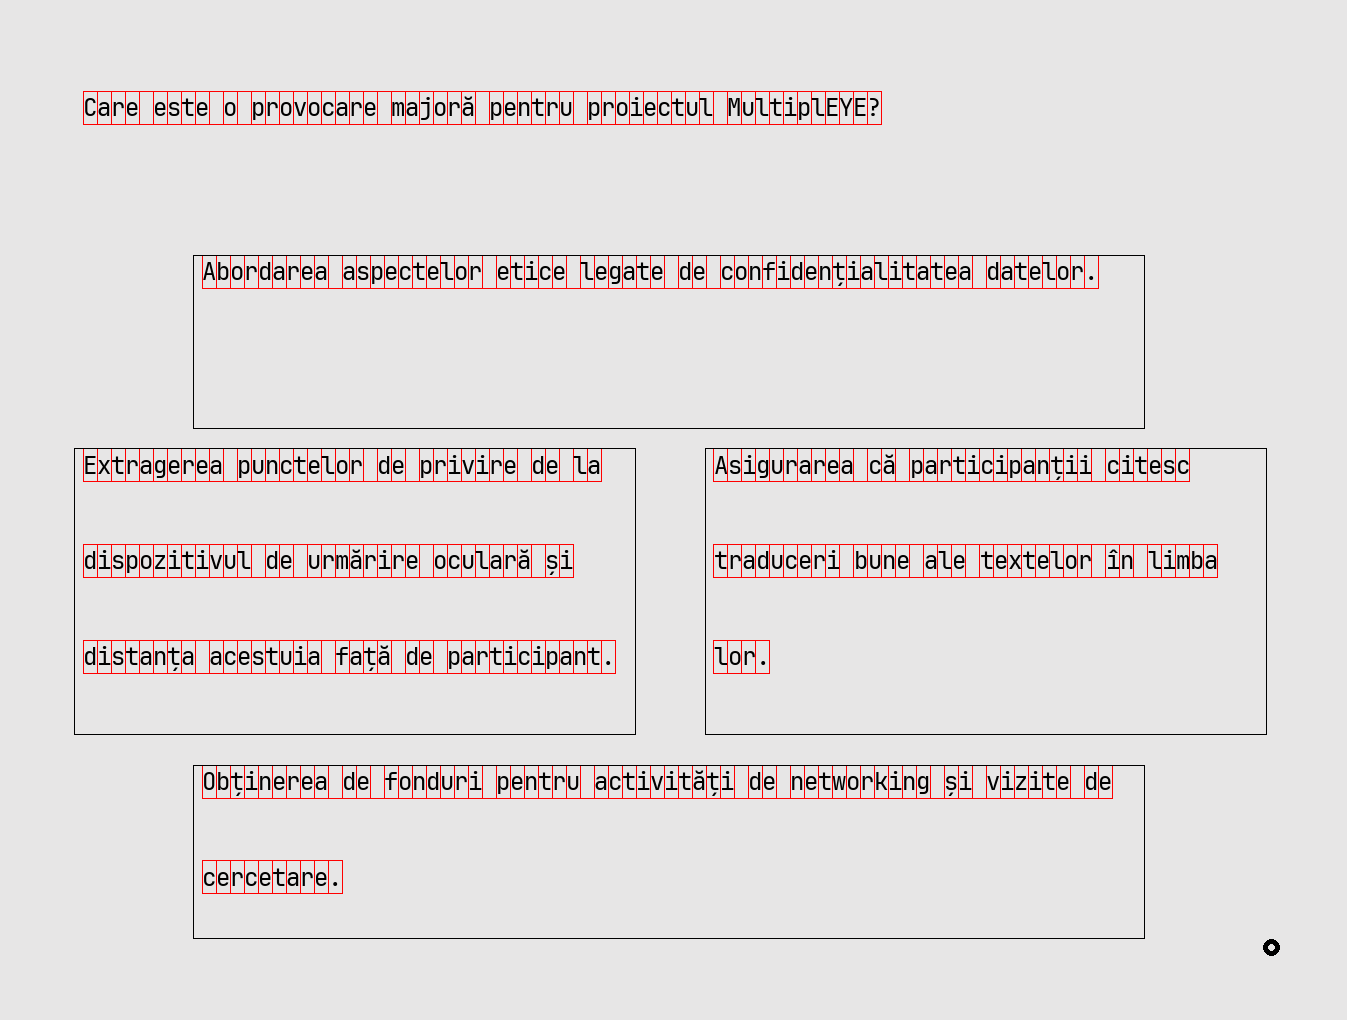 Care este o provocare majoră pentru proiectul MultiplEYE?
Abordarea aspectelor etice legate de confidențialitatea datelor.
Extragerea punctelor de privire de la
dispozitivul de urmărire oculară și
distanța acestuia față de participant.
Asigurarea că participanții citesc
traduceri bune ale textelor în limba
lor.
Obținerea de fonduri pentru activități de networking și vizite de
cercetare.